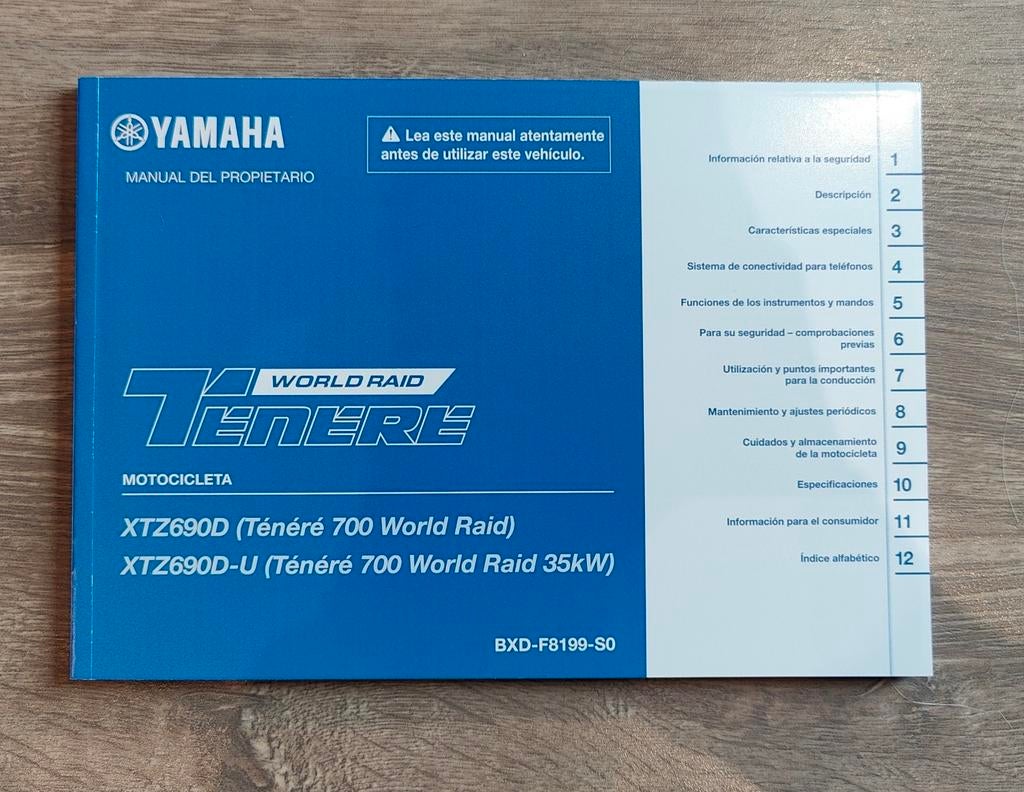 YAMAHA
MANUAL DEL PROPIETARIO
⚠ Lea este manual atentamente
antes de utilizar este vehículo.
WORLD RAID
TENERE
MOTOCICLETA
XTZ690D (Ténéré 700 World Raid)
XTZ690D-U (Ténéré 700 World Raid 35kW)
BXD-F8199-S0
Información relativa a la seguridad 1
Descripción 2
Características especiales 3
Sistema de conectividad para teléfonos 4
Funciones de los instrumentos y mandos 5
Para su seguridad – comprobaciones
previas 6
Utilización y puntos importantes
para la conducción 7
Mantenimiento y ajustes periódicos 8
Cuidados y almacenamiento
de la motocicleta 9
Especificaciones 10
Información para el consumidor 11
Índice alfabético 12